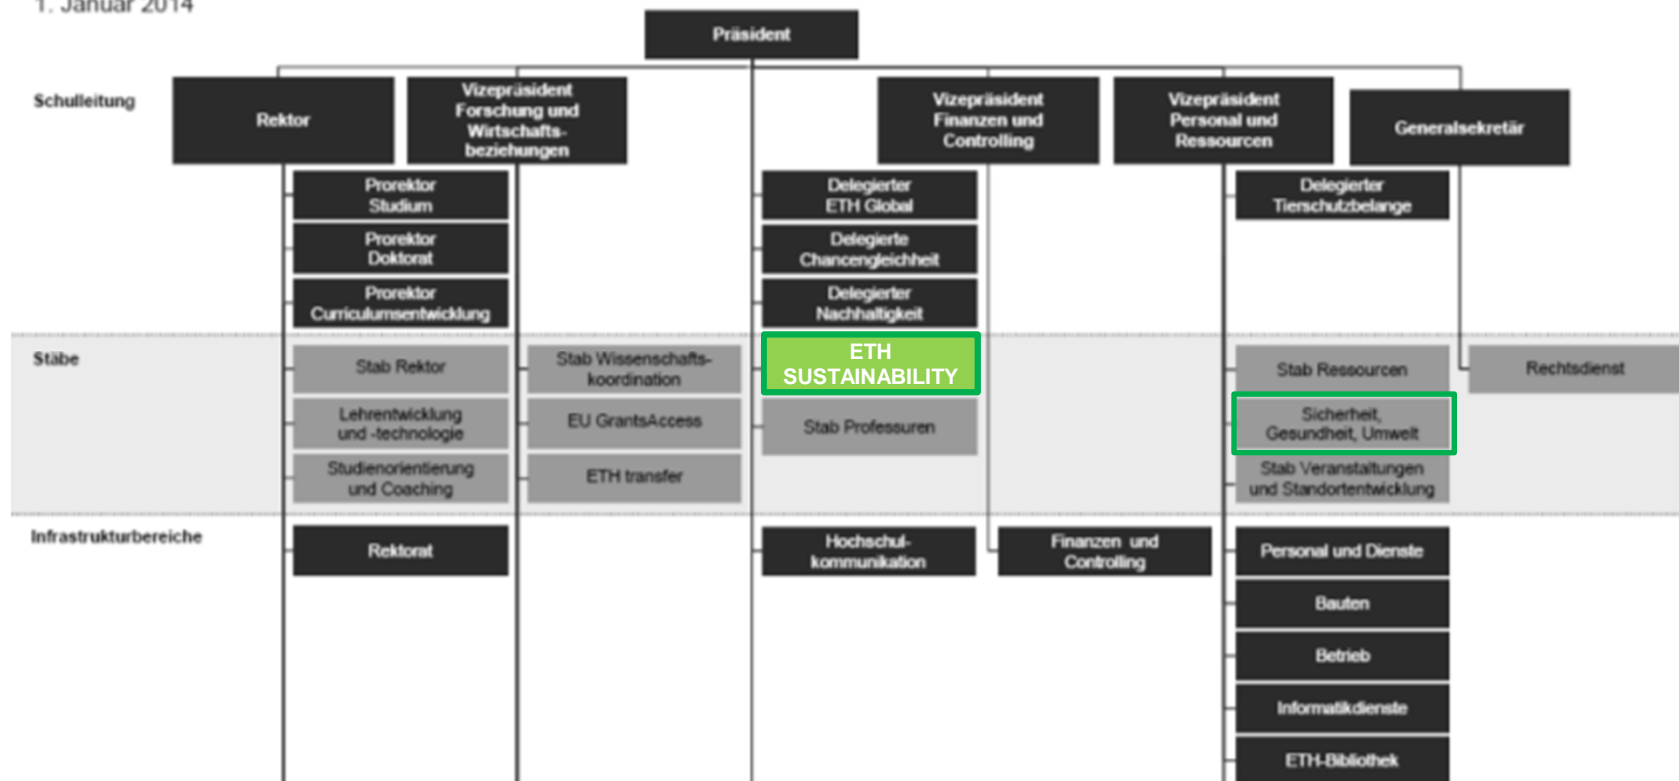 1. Januar 2014
Präsident
Schulleitung
Rektor
Vizepräsident
Forschung und
Wirtschafts-
beziehungen
Vizepräsident
Finanzen und
Controlling
Vizepräsident
Personal und
Ressourcen
Generalsekretär
Prorektor
Studium
Prorektor
Doktorat
Prorektor
Curriculumsentwicklung
Delegierter
ETH Global
Delegierte
Chancengleichheit
Delegierter
Nachhaltigkeit
Delegierter
Tierschutzbelange
Stäbe
Stab Rektor
Lehrentwicklung
und -technologie
Studienorientierung
und Coaching
Stab Wissenschafts-
koordination
EU GrantsAccess
ETH transfer
ETH
SUSTAINABILITY
Stab Professuren
Stab Ressourcen
Sicherheit,
Gesundheit, Umwelt
Stab Veranstaltungen
und Standortentwicklung
Rechtsdienst
Infrastrukturbereiche
Rektorat
Hochschul-
kommunikation
Finanzen und
Controlling
Personal und Dienste
Bauten
Betrieb
Informatikdienste
ETH-Bibliothek